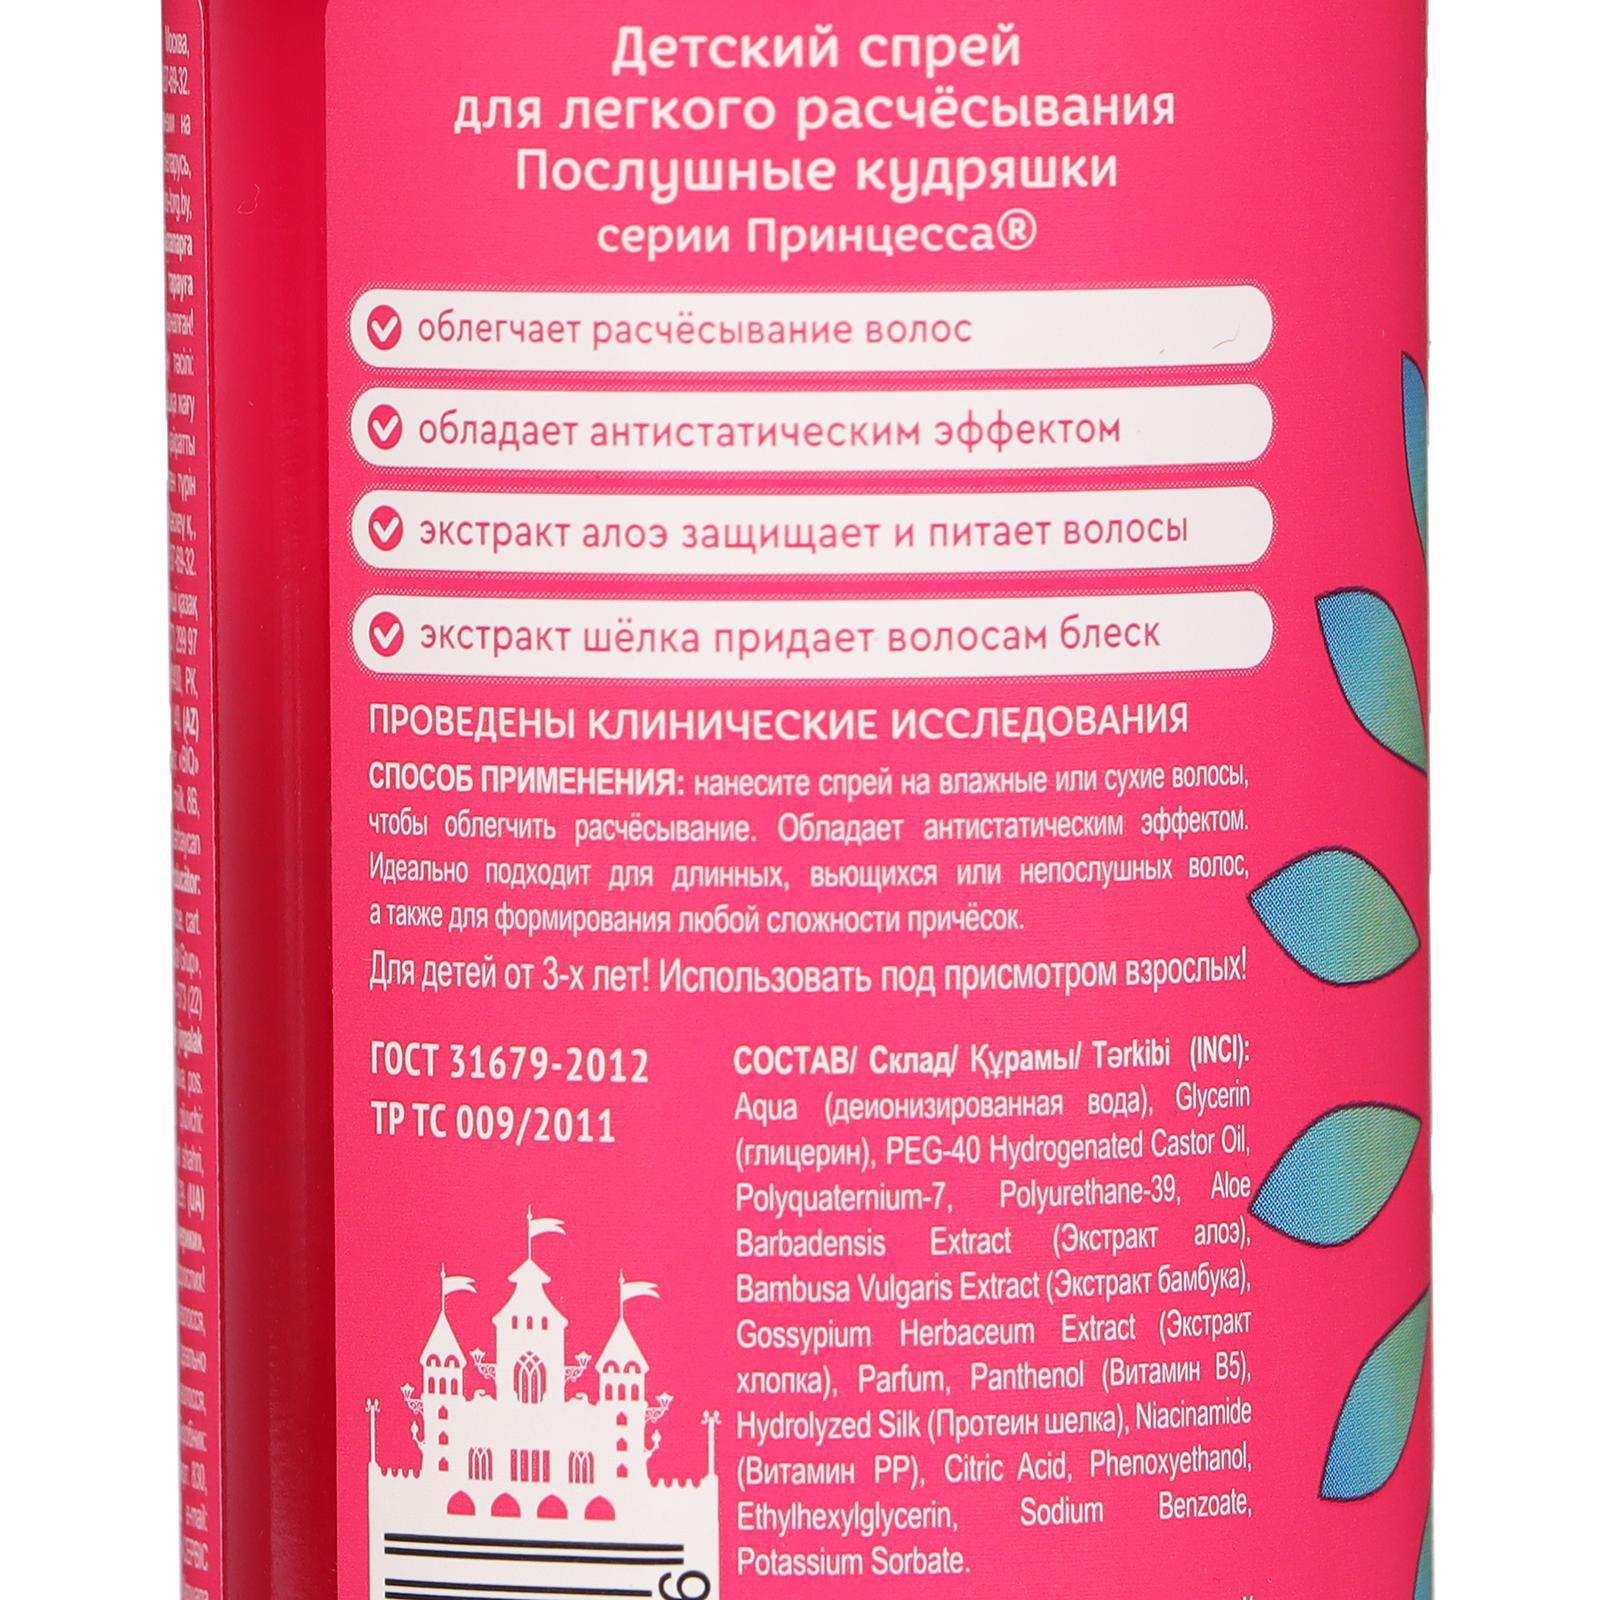 Детский спрей
для легкого расчёсывания
Послушные кудряшки
серии Принцесса®
облегчает расчёсывание волос
обладает антистатическим эффектом
экстракт алоэ защищает и питает волосы
экстракт шёлка придает волосам блеск
ПРОВЕДЕНЫ КЛИНИЧЕСКИЕ ИССЛЕДОВАНИЯ
СПОСОБ ПРИМЕНЕНИЯ: нанесите спрей на влажные или сухие волосы,
чтобы облегчить расчёсывание. Обладает антистатическим эффектом.
Идеально подходит для длинных, вьющихся или непослушных волос,
а также для формирования любой сложности причёсок.
Для детей от 3-х лет! Использовать под присмотром взрослых!
ГОСТ 31679-2012
ТР ТС 009/2011
СОСТАВ/ Склад/ Құрамы/ Tərkibi (INCI):
Aqua (деионизированная вода), Glycerin
(глицерин), PEG-40 Hydrogenated Castor Oil,
Polyquaternium-7, Polyurethane-39, Aloe
Barbadensis Extract (Экстракт алоэ),
Bambusa Vulgaris Extract (Экстракт бамбука),
Gossypium Herbaceum Extract (Экстракт
хлопка), Parfum, Panthenol (Витамин В5),
Hydrolyzed Silk (Протеин шелка), Niacinamide
(Витамин РР), Citric Acid, Phenoxyethanol,
Ethylhexylglycerin, Sodium Benzoate,
Potassium Sorbate.